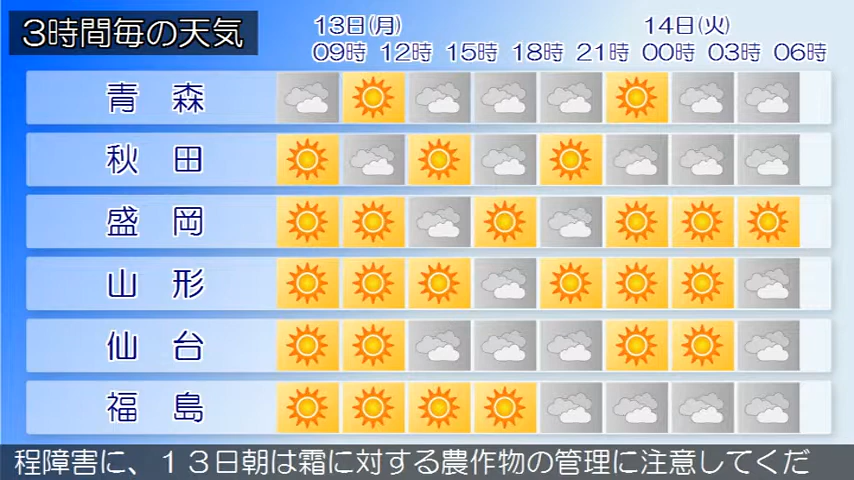 3時間毎の天気
13日(月) 14日(火)
09時 12時 15時 18時 21時 00時 03時 06時
青 森
秋 田
盛 岡
山 形
仙 台
福 島
程障害に、１３日朝は霜に対する農作物の管理に注意してくだ